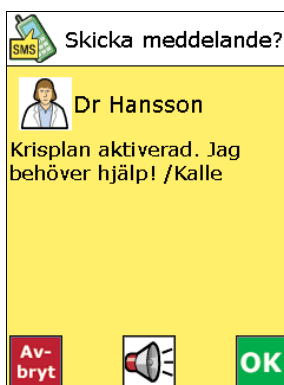 SMS
Skicka meddelande?
Dr Hansson
Krisplan aktiverad. Jag
behöver hjälp! /Kalle
Av-
bryt
OK